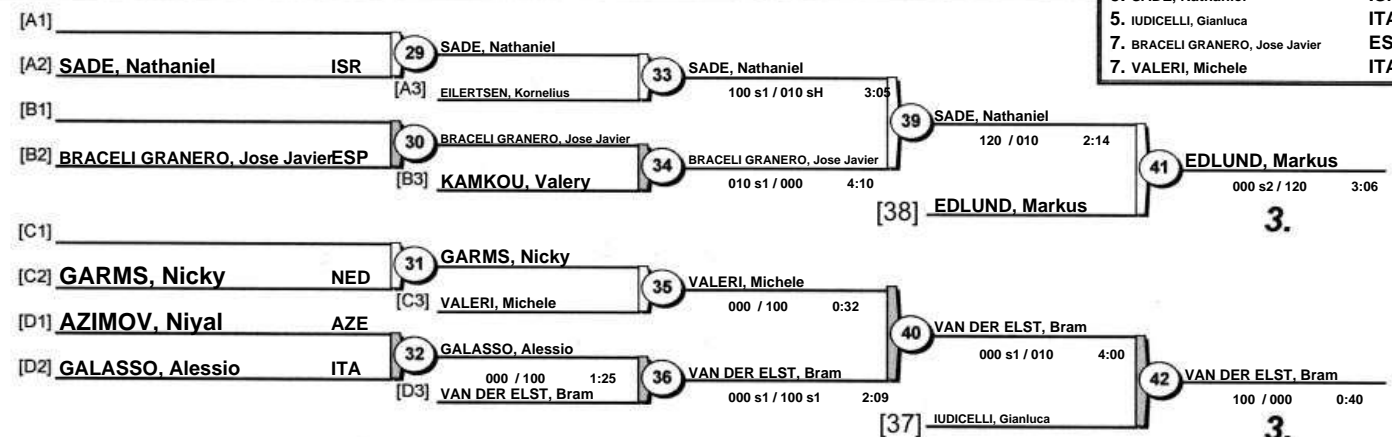 5. IUDICELLI, Gianluca ITA
7. BRACELI GRANERO, Jose Javier ES
7. VALERI, Michele ITA
[A1]
[A2] SADE, Nathaniel ISR
29
SADE, Nathaniel
[A3] EILERTSEN, Kornelius
33
SADE, Nathaniel
100 s1 / 010 sH 3:05
[B1]
[B2] BRACELI GRANERO, Jose Javier ESP
30
BRACELI GRANERO, Jose Javier
[B3] KAMKOU, Valery
34
BRACELI GRANERO, Jose Javier
010 s1 / 000 4:10
39
SADE, Nathaniel
120 / 010 2:14
[38] EDLUND, Markus
41
EDLUND, Markus
000 s2 / 120 3:06
3.
[C1]
[C2] GARMS, Nicky NED
31
GARMS, Nicky
[C3] VALERI, Michele
35
VALERI, Michele
000 / 100 0:32
[D1] AZIMOV, Niyal AZE
[D2] GALASSO, Alessio ITA
32
GALASSO, Alessio
000 / 100 1:25
[D3] VAN DER ELST, Bram
36
VAN DER ELST, Bram
000 s1 / 100 s1 2:09
40
VAN DER ELST, Bram
000 s1 / 010 4:00
[37] IUDICELLI, Gianluca
42
VAN DER ELST, Bram
100 / 000 0:40
3.